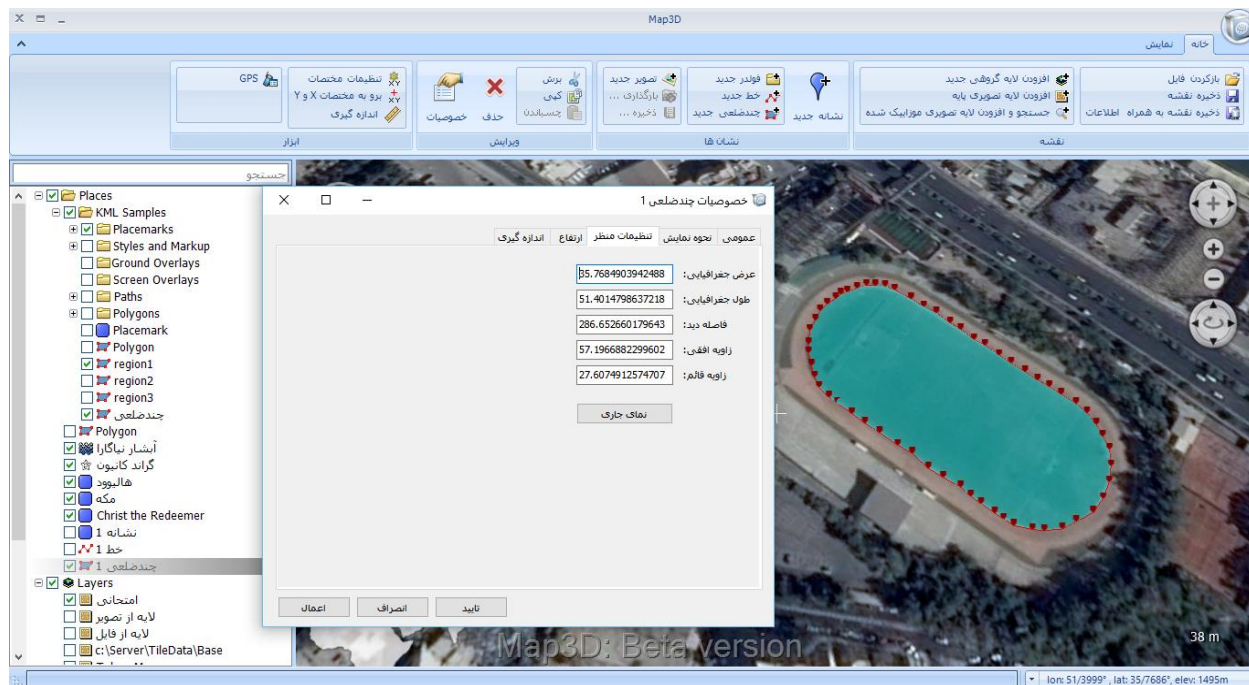 Map3D
خانه
نمایش
بازکردن فایل
ذخیره نقشه
ذخیره نقشه به همراه اطلاعات
افزودن لایه گروهی جدید
افزودن لایه تصویری پایه
جستجو و افزودن لایه تصویری موزاییک شده
نقشه
نشانه جدید
فولدر جدید
خط جدید
چندضلعی جدید
تصویر جدید
بارگذاری ...
ذخیره ...
نشان ها
برش
کپی
چسباندن
حذف
خصوصیات
ویرایش
تنظیمات مختصات
برو به مختصات X و Y
اندازه گیری
GPS
ابزار
جستجو
Places
KML Samples
Placemarks
Styles and Markup
Ground Overlays
Screen Overlays
Paths
Polygons
Placemark
Polygon
region1
region2
region3
چندضلعی
Polygon
آبشار نیاگارا
گراند کانیون
هالیوود
مکه
Christ the Redeemer
نشانه 1
خط 1
چندضلعی 1
Layers
امتحانی
لایه از تصویر
لایه از فایل
c:\Server\TileData\Base
خصوصیات چندضلعی 1
عمومی
نحوه نمایش
تنظیمات منظر
ارتفاع
اندازه گیری
عرض جغرافیایی: 35.7684903942488
طول جغرافیایی: 51.4014798637218
فاصله دید: 286.652660179643
زاویه افقی: 57.1966882299602
زاویه قائم: 27.6074912574707
نمای جاری
تایید
انصراف
اعمال
Map3D: Beta version
38 m
lon: 51/3999° , lat: 35/7686°, elev: 1495m